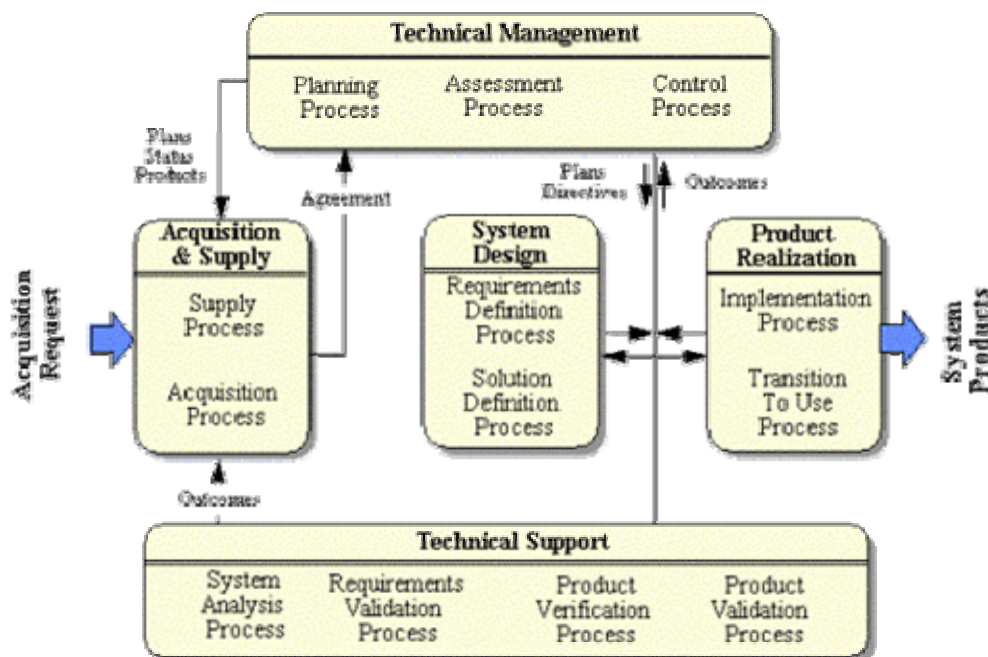 Technical Management
Planning
Process
Assessment
Process
Control
Process
Plans
Status
Products
Agreement
Plans
Directives
Outcomes
Acquisition
& Supply
Supply
Process
Acquisition
Process
System
Design
Requirements
Definition
Process
Solution
Definition
Process
Product
Realization
Implementation
Process
Transition
To Use
Process
Acquisition
Request
System
Products
Outcomes
Technical Support
System
Analysis
Process
Requirements
Validation
Process
Product
Verification
Process
Product
Validation
Process